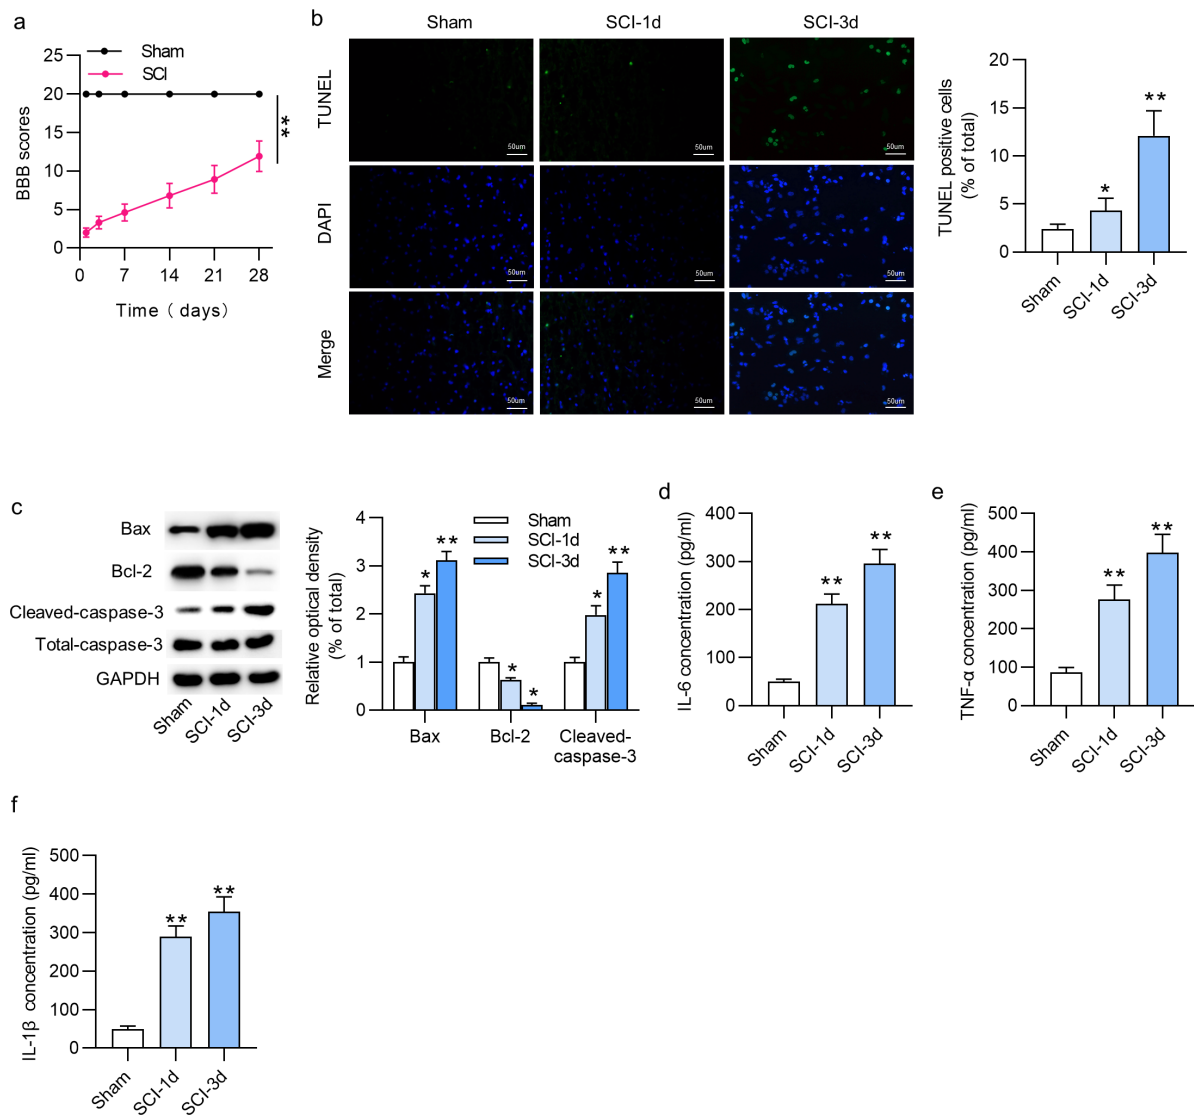 a
Sham
SCI
25
20
15
10
5
0
BBB scores
**
0 7 14 21 28
Time ( days)
b
Sham SCI-1d SCI-3d
TUNEL
50um 50um 50um
DAPI
50um 50um 50um
Merge
50um 50um 50um
TUNEL positive cells
(% of total)
20
15
10
5
0
* **
Sham SCI-1d SCI-3d
c
Bax
Bcl-2
Cleaved-caspase-3
Total-caspase-3
GAPDH
Sham SCI-1d SCI-3d
Relative optical density
(% of total)
4
3
2
1
0
Sham
SCI-1d
SCI-3d
* ** * * * **
Bax Bcl-2 Cleaved-
caspase-3
d
IL-6 concentration (pg/ml)
400
300
200
100
0
** **
Sham SCI-1d SCI-3d
e
TNF-α concentration (pg/ml)
500
400
300
200
100
0
** **
Sham SCI-1d SCI-3d
f
IL-1β concentration (pg/ml)
500
400
300
200
100
0
** **
Sham SCI-1d SCI-3d